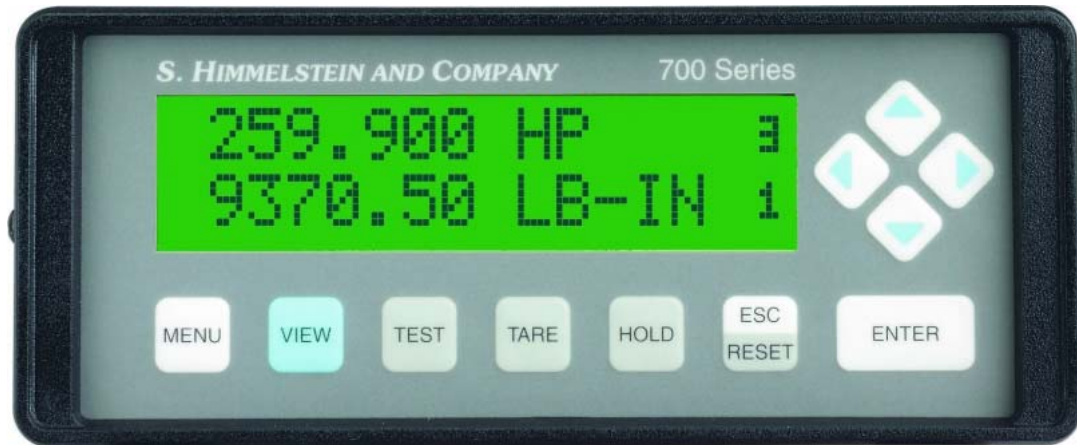 S. HIMMELSTEIN AND COMPANY 700 Series
259.900 HP 3
9370.50 LB-IN 1
MENU VIEW TEST TARE HOLD ESC RESET ENTER